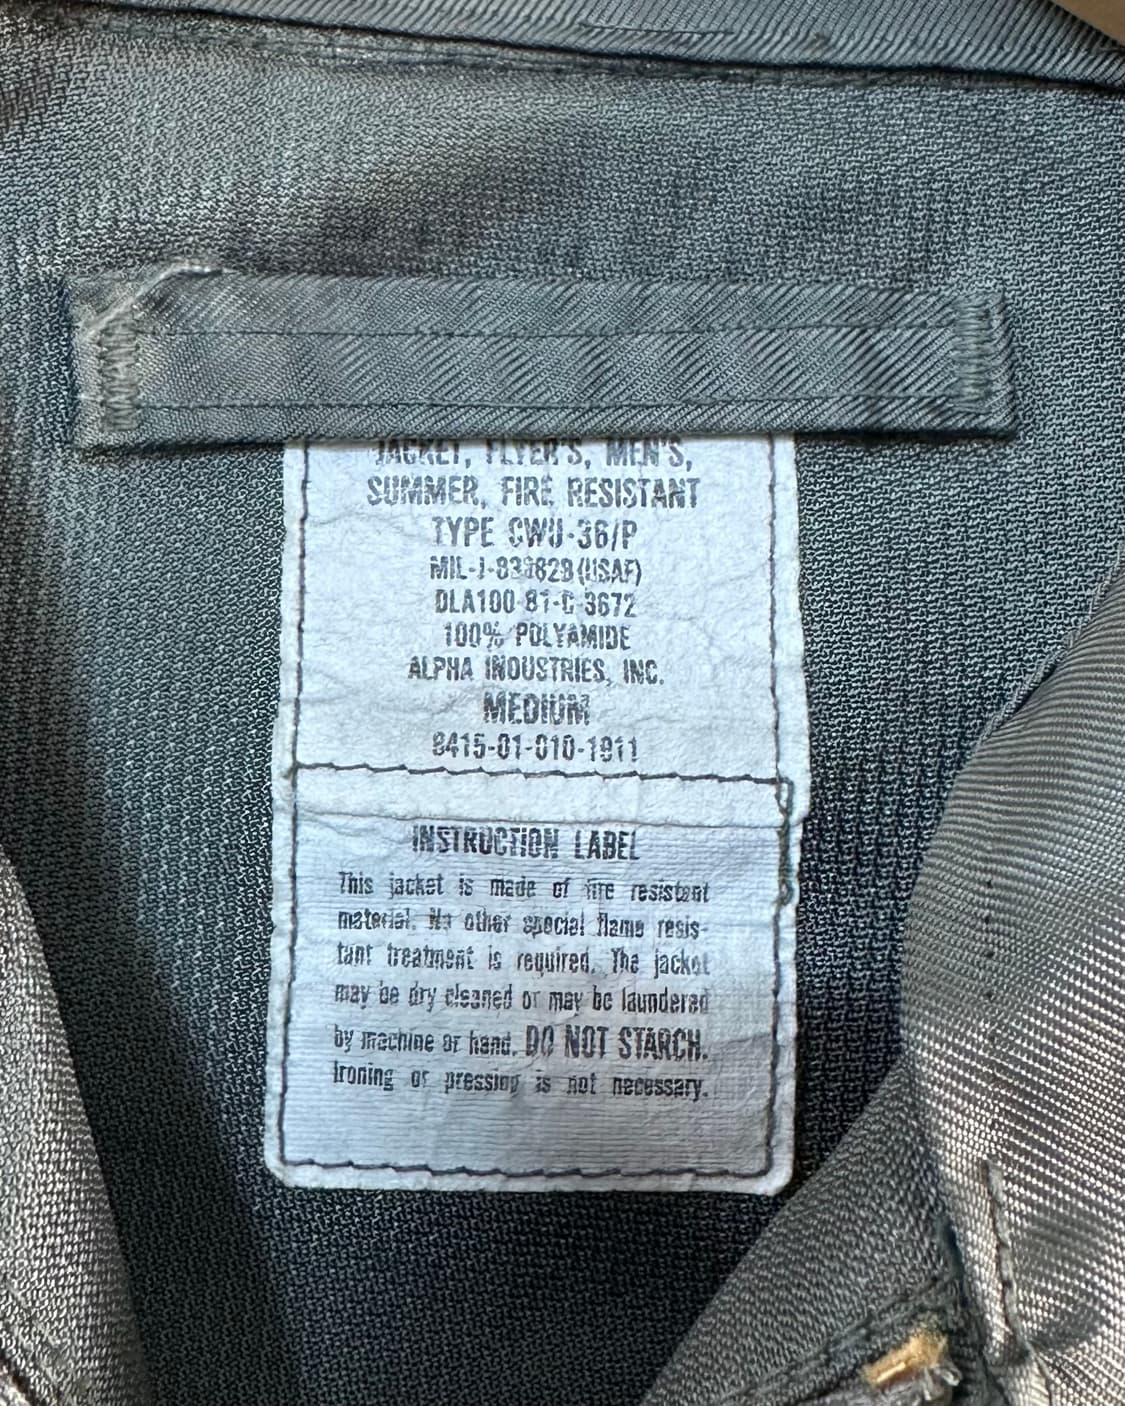 JACKET, FLYER'S, MEN'S,
SUMMER, FIRE RESISTANT
TYPE CWU-36/P
MIL-J-83382B (USAF)
DLA100-81-C-3672
100% POLYAMIDE
ALPHA INDUSTRIES, INC.
MEDIUM
8415-01-010-1911
INSTRUCTION LABEL
This jacket is made of fire resistant
material. No other special flame resis-
tant treatment is required. The jacket
may be dry cleaned or may be laundered
by machine or hand. DO NOT STARCH.
Ironing or pressing is not necessary.